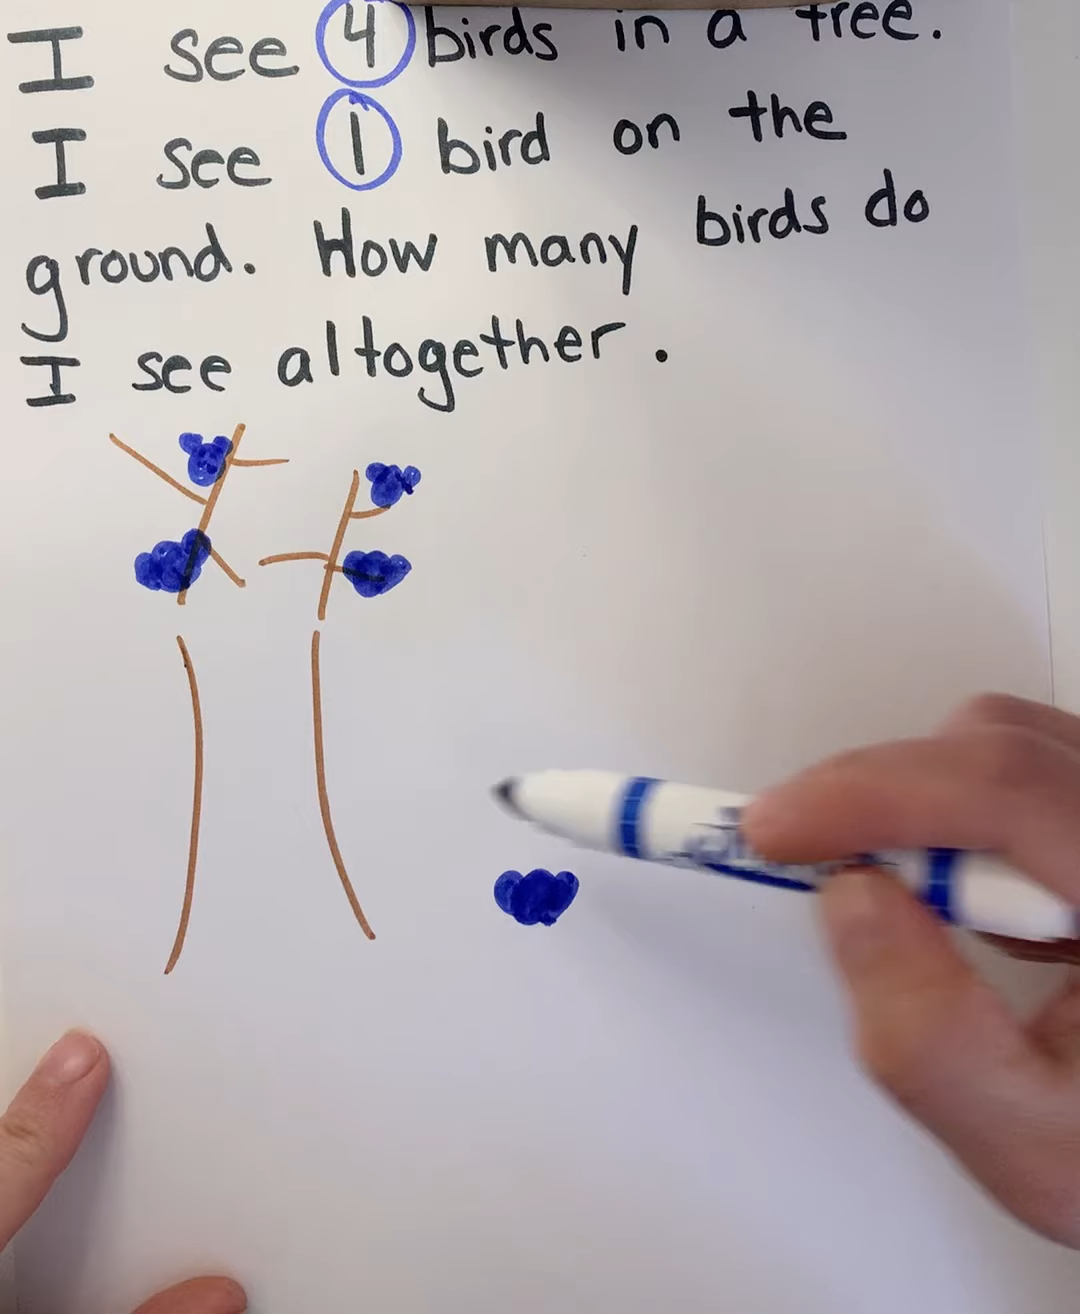 I see 4 birds in a tree.
I see 1 bird on the
ground. How many birds do
I see altogether.